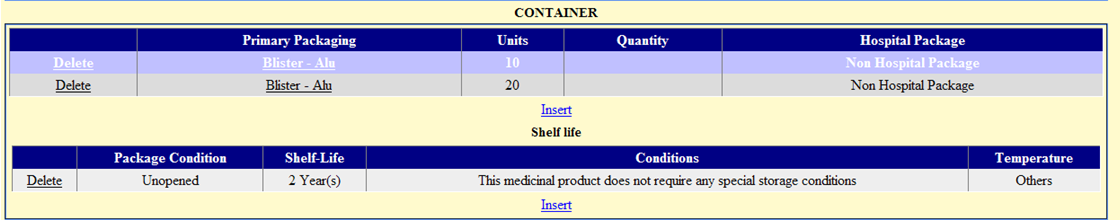 CONTAINER
Primary Packaging Units Quantity Hospital Package
Delete Blister - Alu 10 Non Hospital Package
Delete Blister - Alu 20 Non Hospital Package
Insert
Shelf life
Package Condition Shelf-Life Conditions Temperature
Delete Unopened 2 Year(s) This medicinal product does not require any special storage conditions Others
Insert